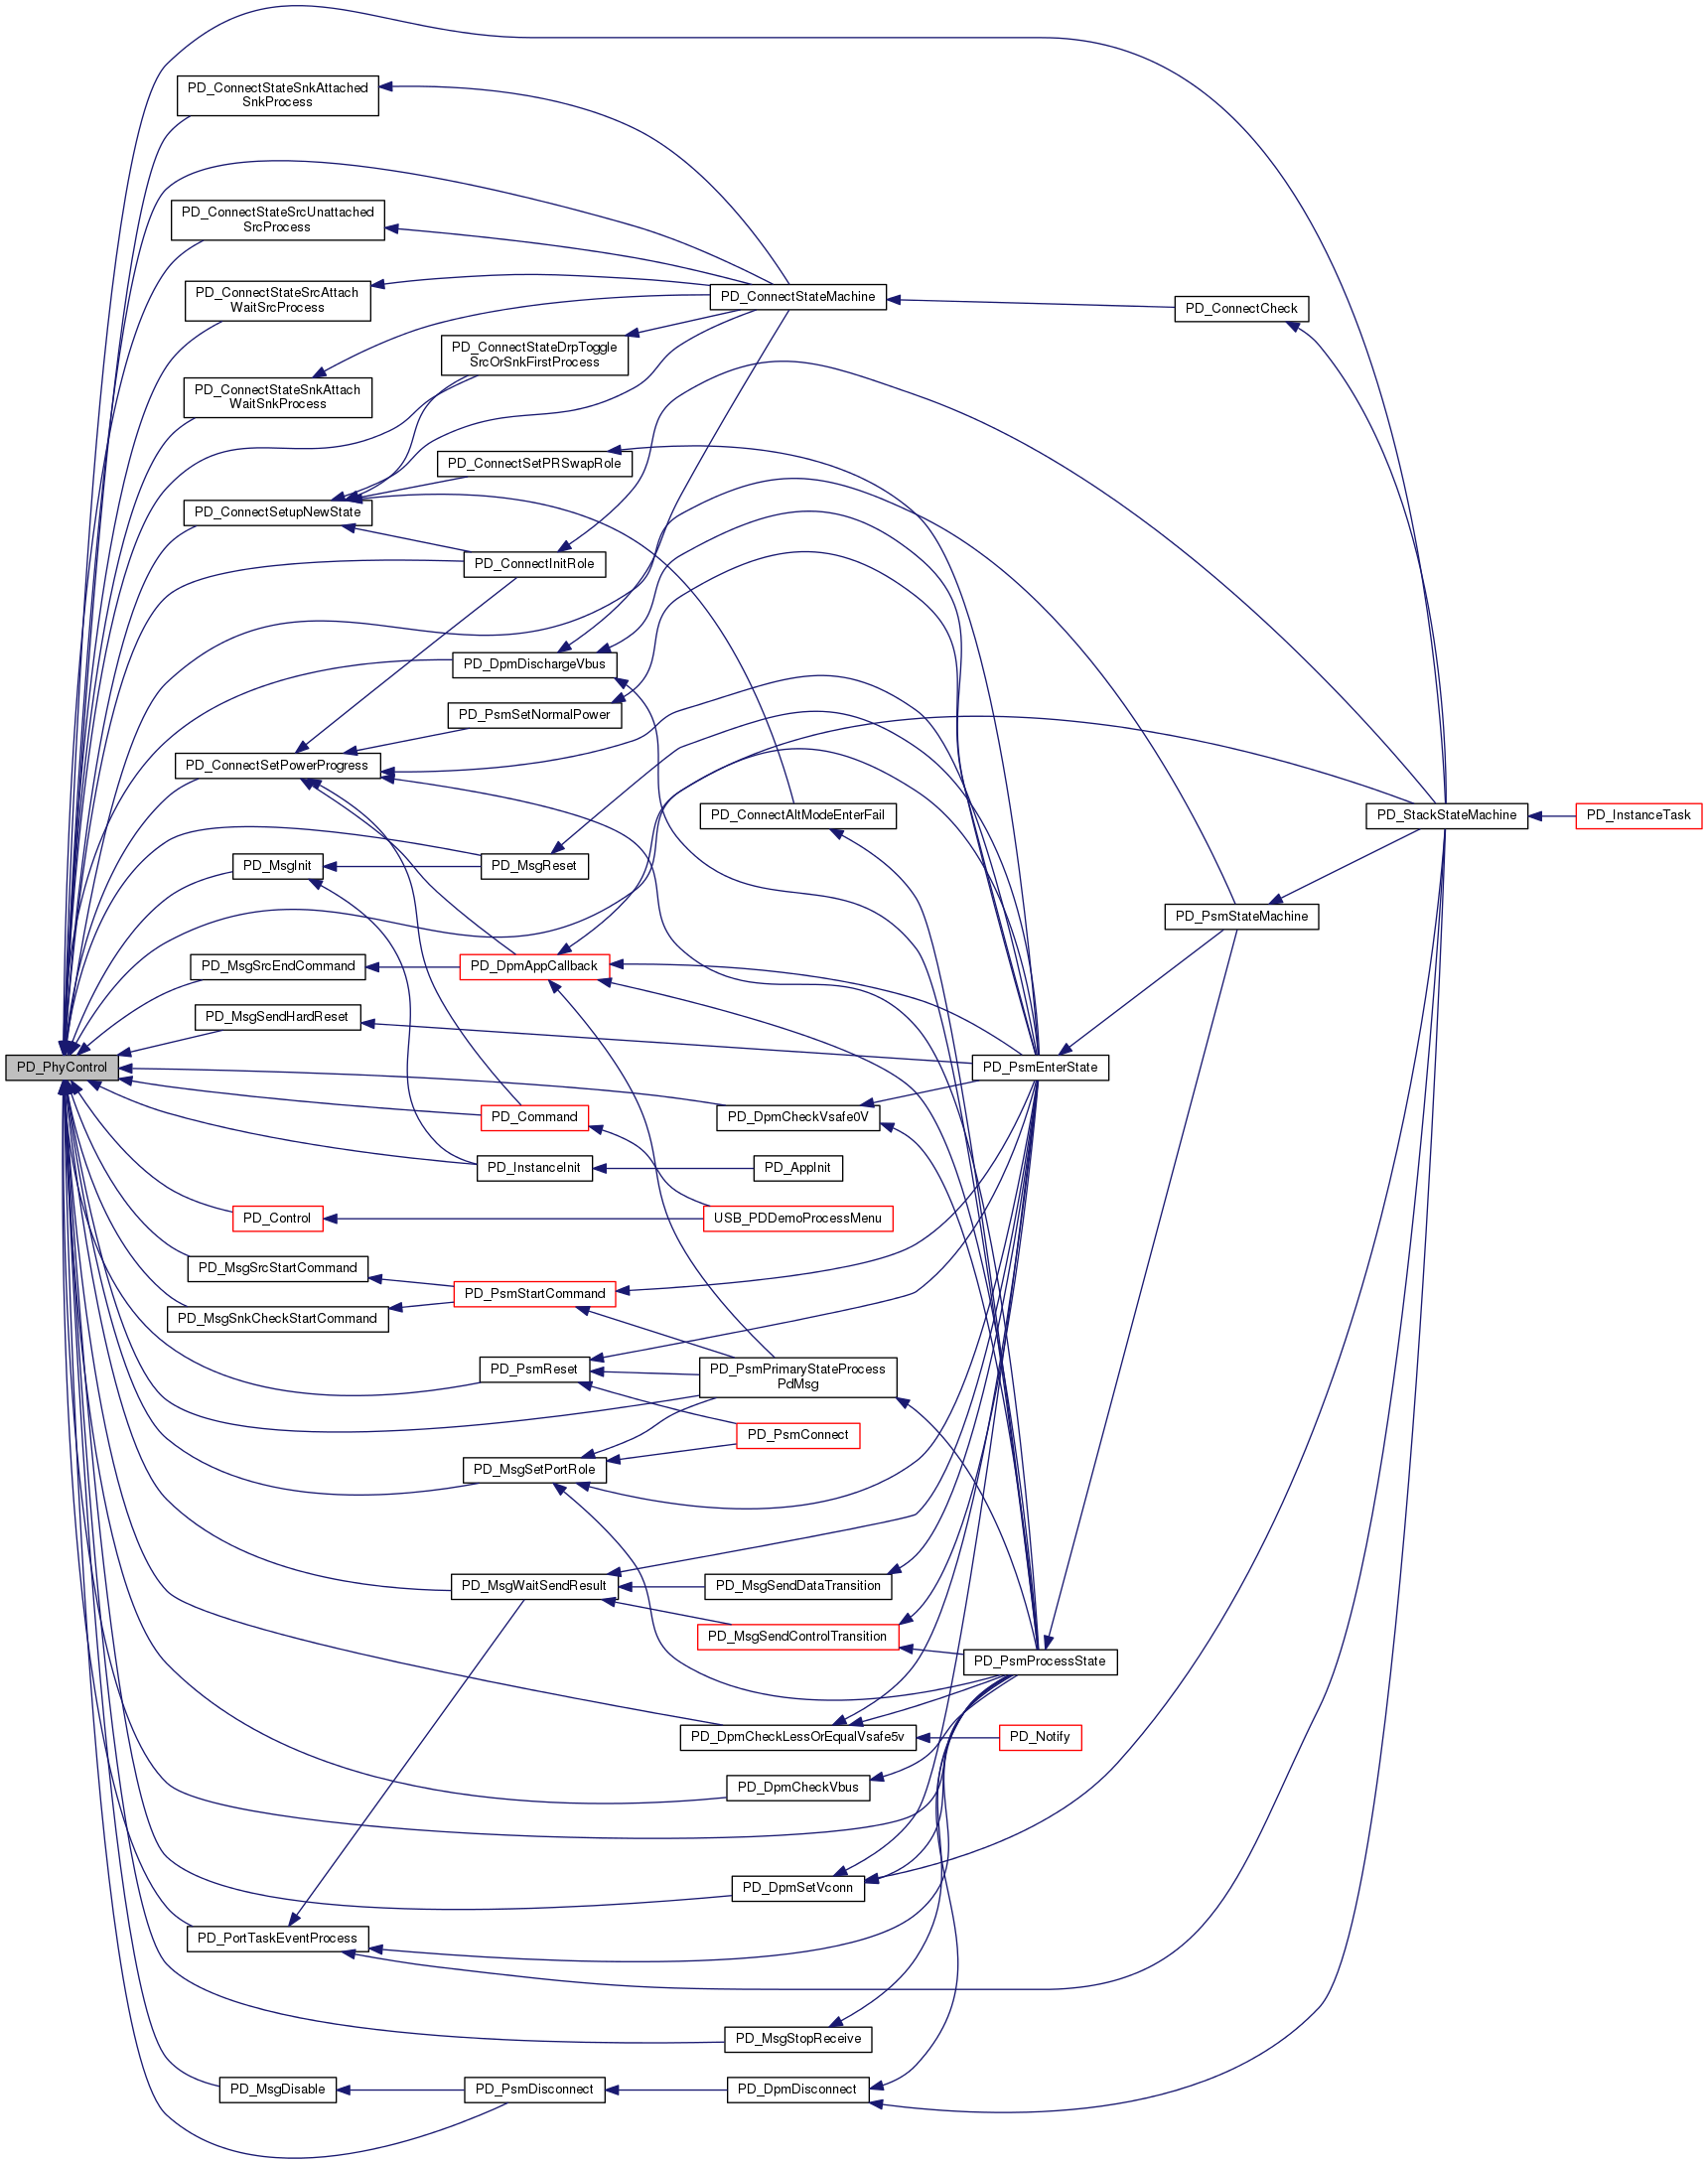 PD_ConnectStateSnkAttached
SnkProcess
PD_ConnectStateSrcUnattached
SrcProcess
PD_ConnectStateSrcAttach
WaitSrcProcess
PD_ConnectStateMachine
PD_ConnectCheck
PD_ConnectStateDrpToggle
SrcOrSnkFirstProcess
PD_ConnectStateSnkAttach
WaitSnkProcess
PD_ConnectSetPRSwapRole
PD_ConnectSetupNewState
PD_ConnectInitRole
PD_DpmDischargeVbus
PD_PsmSetNormalPower
PD_ConnectSetPowerProgress
PD_ConnectAltModeEnterFail
PD_StackStateMachine
PD_InstanceTask
PD_MsgInit
PD_MsgReset
PD_PsmStateMachine
PD_MsgSrcEndCommand
PD_DpmAppCallback
PD_MsgSendHardReset
PD_PhyControl
PD_PsmEnterState
PD_Command
PD_DpmCheckVsafe0V
PD_InstanceInit
PD_AppInit
PD_Control
USB_PDDemoProcessMenu
PD_MsgSrcStartCommand
PD_PsmStartCommand
PD_MsgSnkCheckStartCommand
PD_PsmReset
PD_PsmPrimaryStateProcess
PdMsg
PD_PsmConnect
PD_MsgSetPortRole
PD_MsgWaitSendResult
PD_MsgSendDataTransition
PD_MsgSendControlTransition
PD_PsmProcessState
PD_DpmCheckLessOrEqualVsafe5v
PD_Notify
PD_DpmCheckVbus
PD_DpmSetVconn
PD_PortTaskEventProcess
PD_MsgStopReceive
PD_MsgDisable
PD_PsmDisconnect
PD_DpmDisconnect